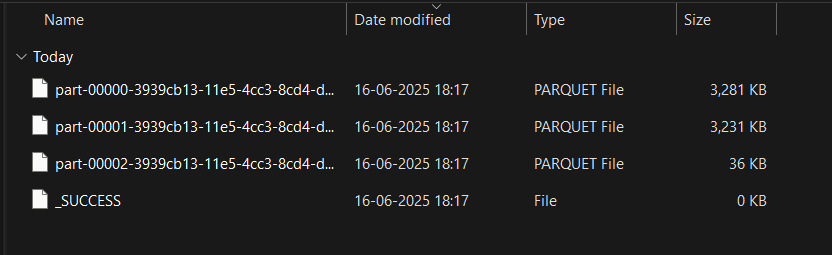 Name Date modified Type Size
Today
part-00000-3939cb13-11e5-4cc3-8cd4-d... 16-06-2025 18:17 PARQUET File 3,281 KB
part-00001-3939cb13-11e5-4cc3-8cd4-d... 16-06-2025 18:17 PARQUET File 3,231 KB
part-00002-3939cb13-11e5-4cc3-8cd4-d... 16-06-2025 18:17 PARQUET File 36 KB
_SUCCESS 16-06-2025 18:17 File 0 KB